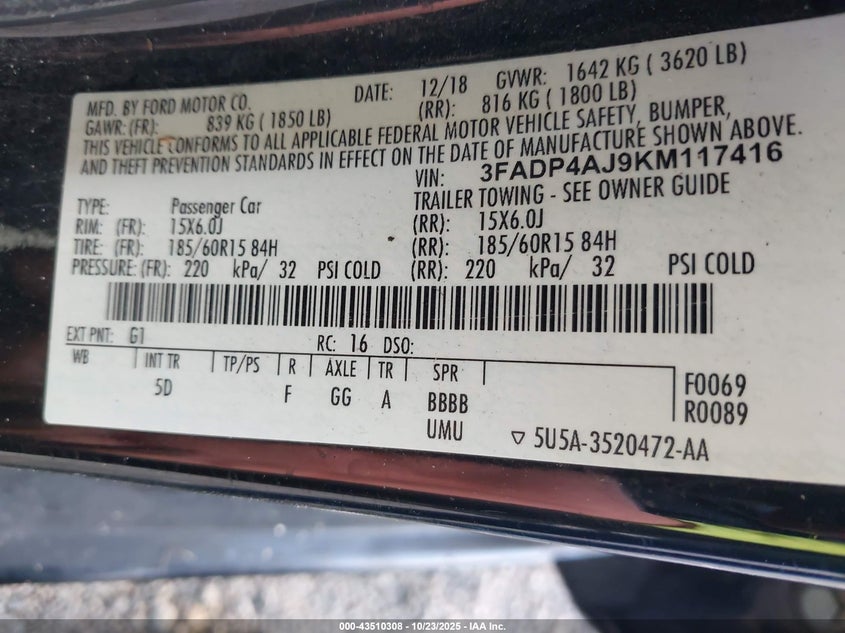 MFD. BY FORD MOTOR CO. DATE: 12/18 GVWR: 1642 KG ( 3620 LB)
GAWR: (FR): 839 KG ( 1850 LB) (RR): 816 KG ( 1800 LB)
THIS VEHICLE CONFORMS TO ALL APPLICABLE FEDERAL MOTOR VEHICLE SAFETY, BUMPER,
AND THEFT PREVENTION STANDARDS IN EFFECT ON THE DATE OF MANUFACTURE SHOWN ABOVE.
VIN: 3FADP4AJ9KM117416
TYPE: Passenger Car TRAILER TOWING - SEE OWNER GUIDE
RIM: (FR): 15X6.0J (RR): 15X6.0J
TIRE: (FR): 185/60R15 84H (RR): 185/60R15 84H
PRESSURE: (FR): 220 kPa/ 32 PSI COLD (RR): 220 kPa/ 32 PSI COLD
EXT PNT: G1 RC: 16 DSO:
WB INT TR TP/PS R AXLE TR SPR F0069
5D F GG A BBBB R0089
UMU ▽ 5U5A-3520472-AA
000-43510308 - 10/23/2025 - Copyright © 2025 IAA, Inc.